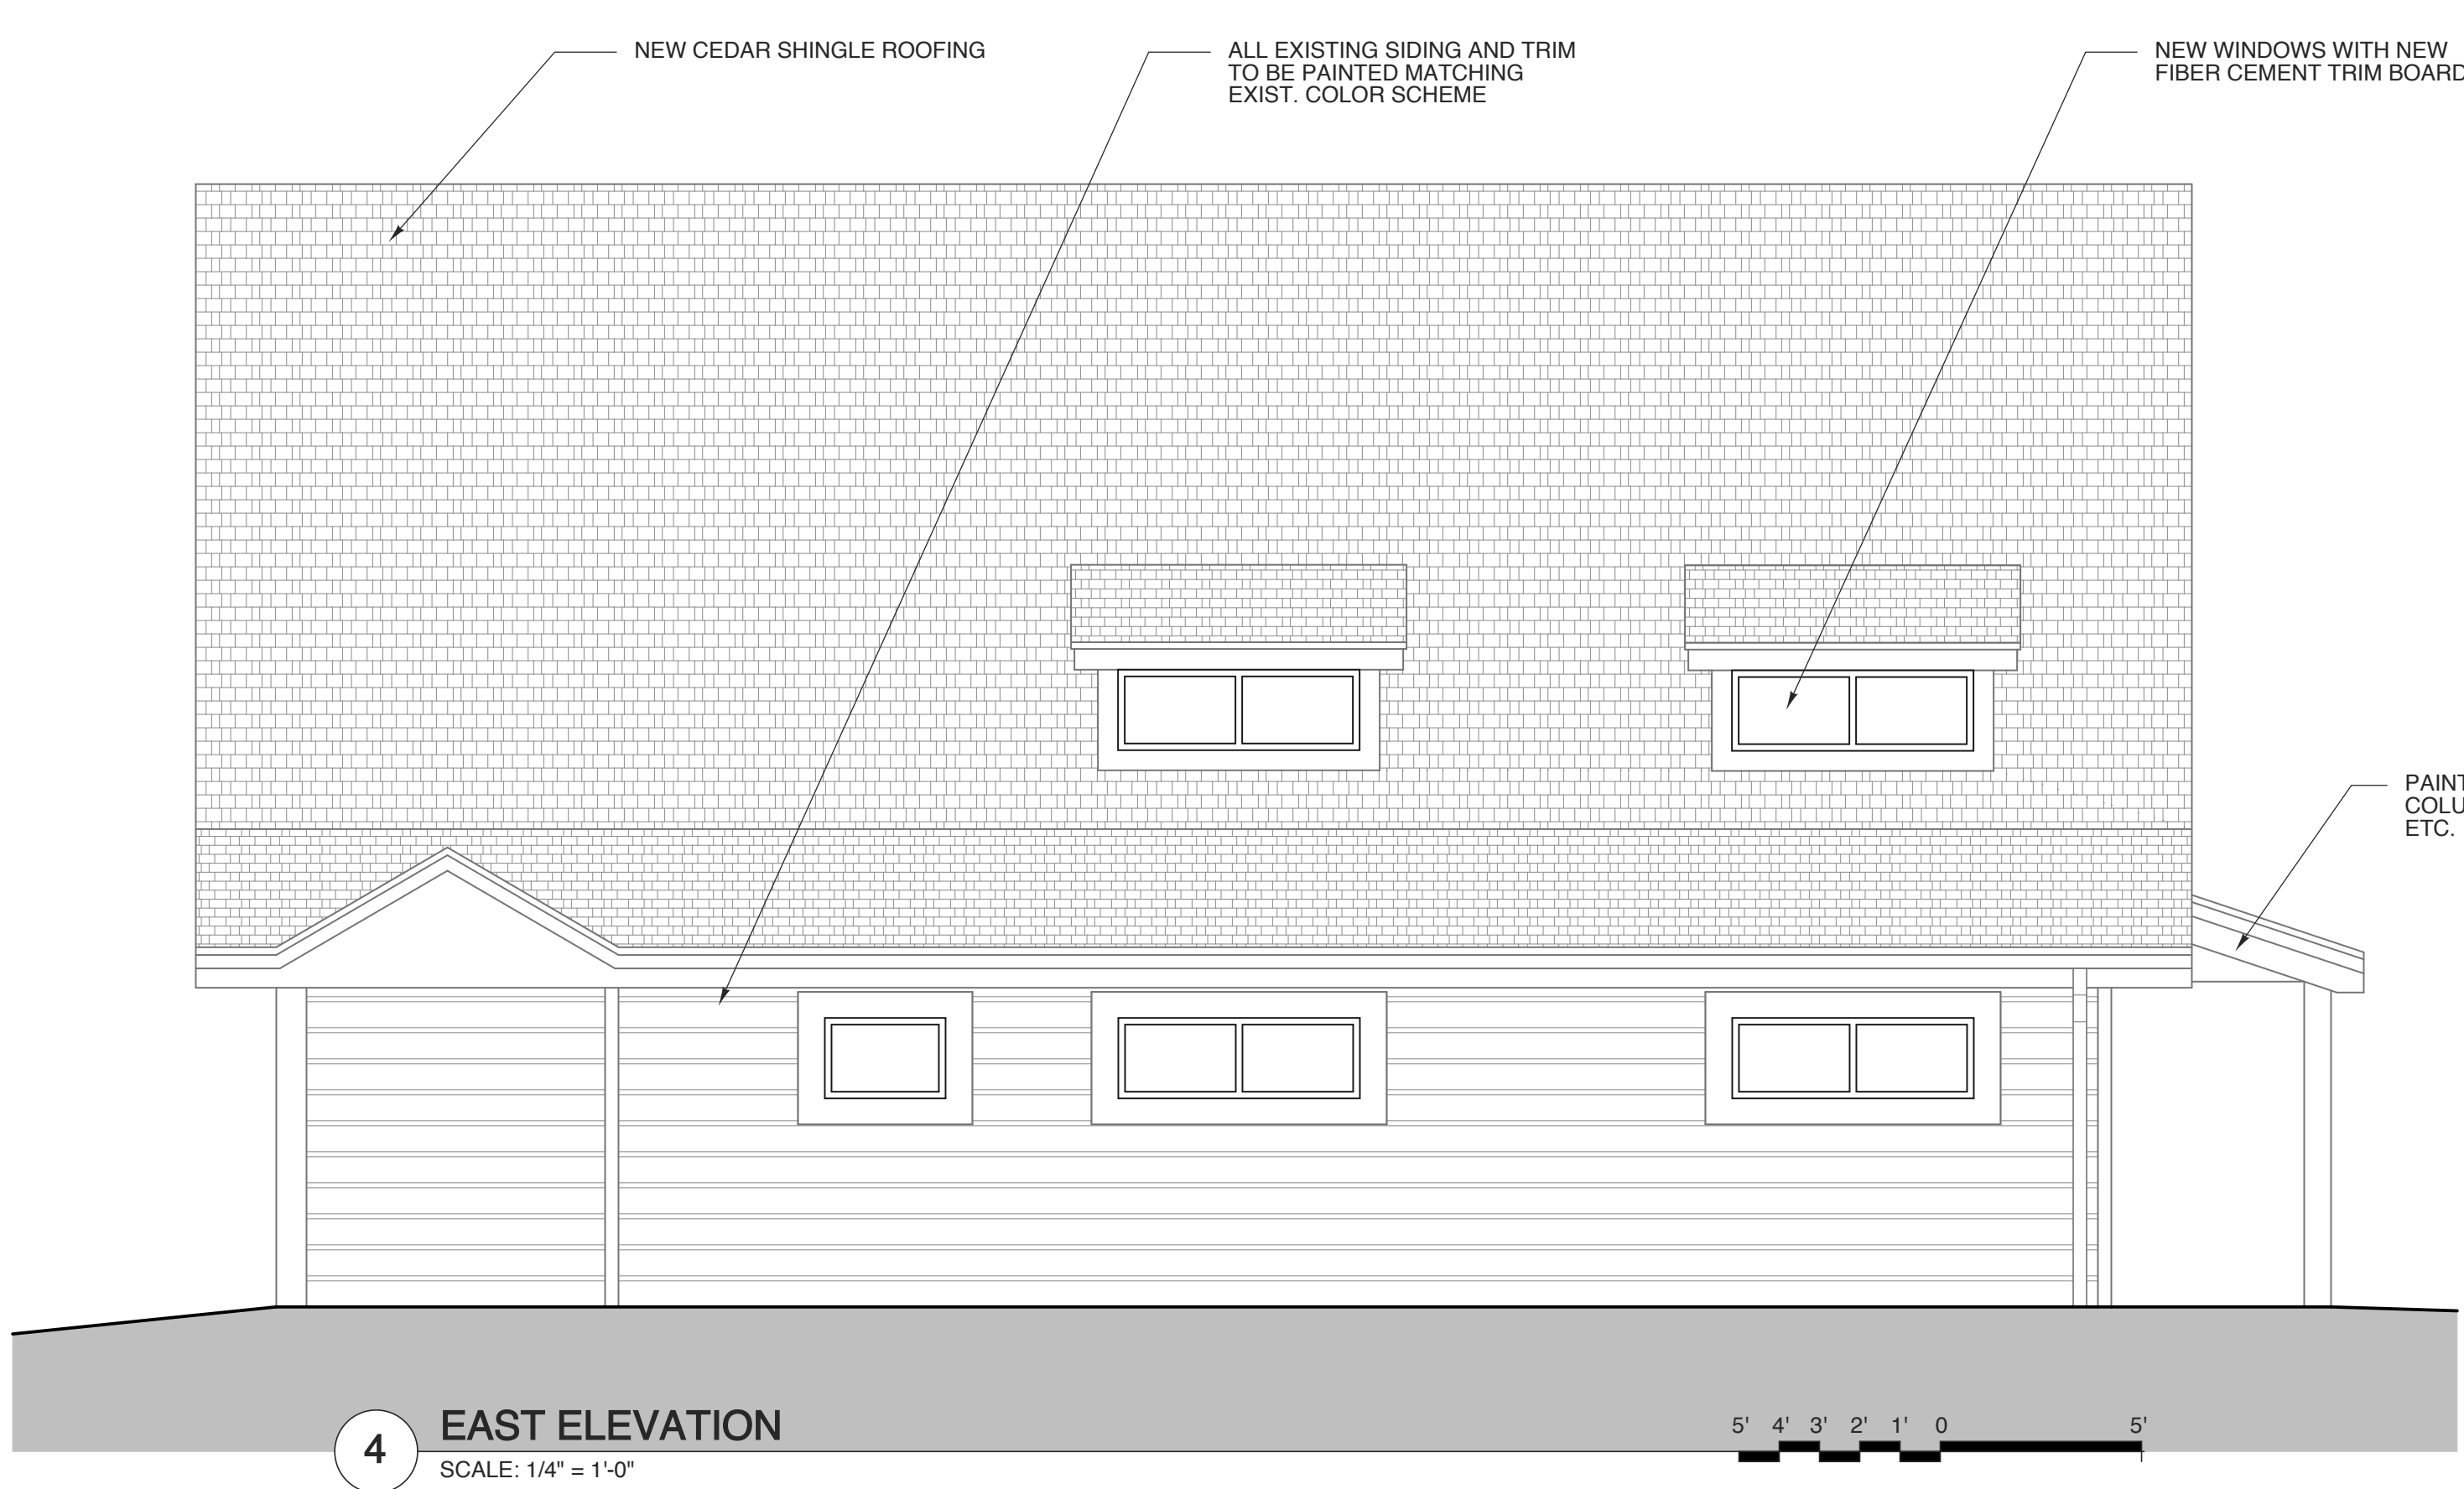 NEW CEDAR SHINGLE ROOFING
ALL EXISTING SIDING AND TRIM
TO BE PAINTED MATCHING
EXIST. COLOR SCHEME
NEW WINDOWS WITH NEW
FIBER CEMENT TRIM BOARD
PAINT
COLU
ETC.
4
EAST ELEVATION
SCALE: 1/4" = 1'-0"
5' 4' 3' 2' 1' 0 5'